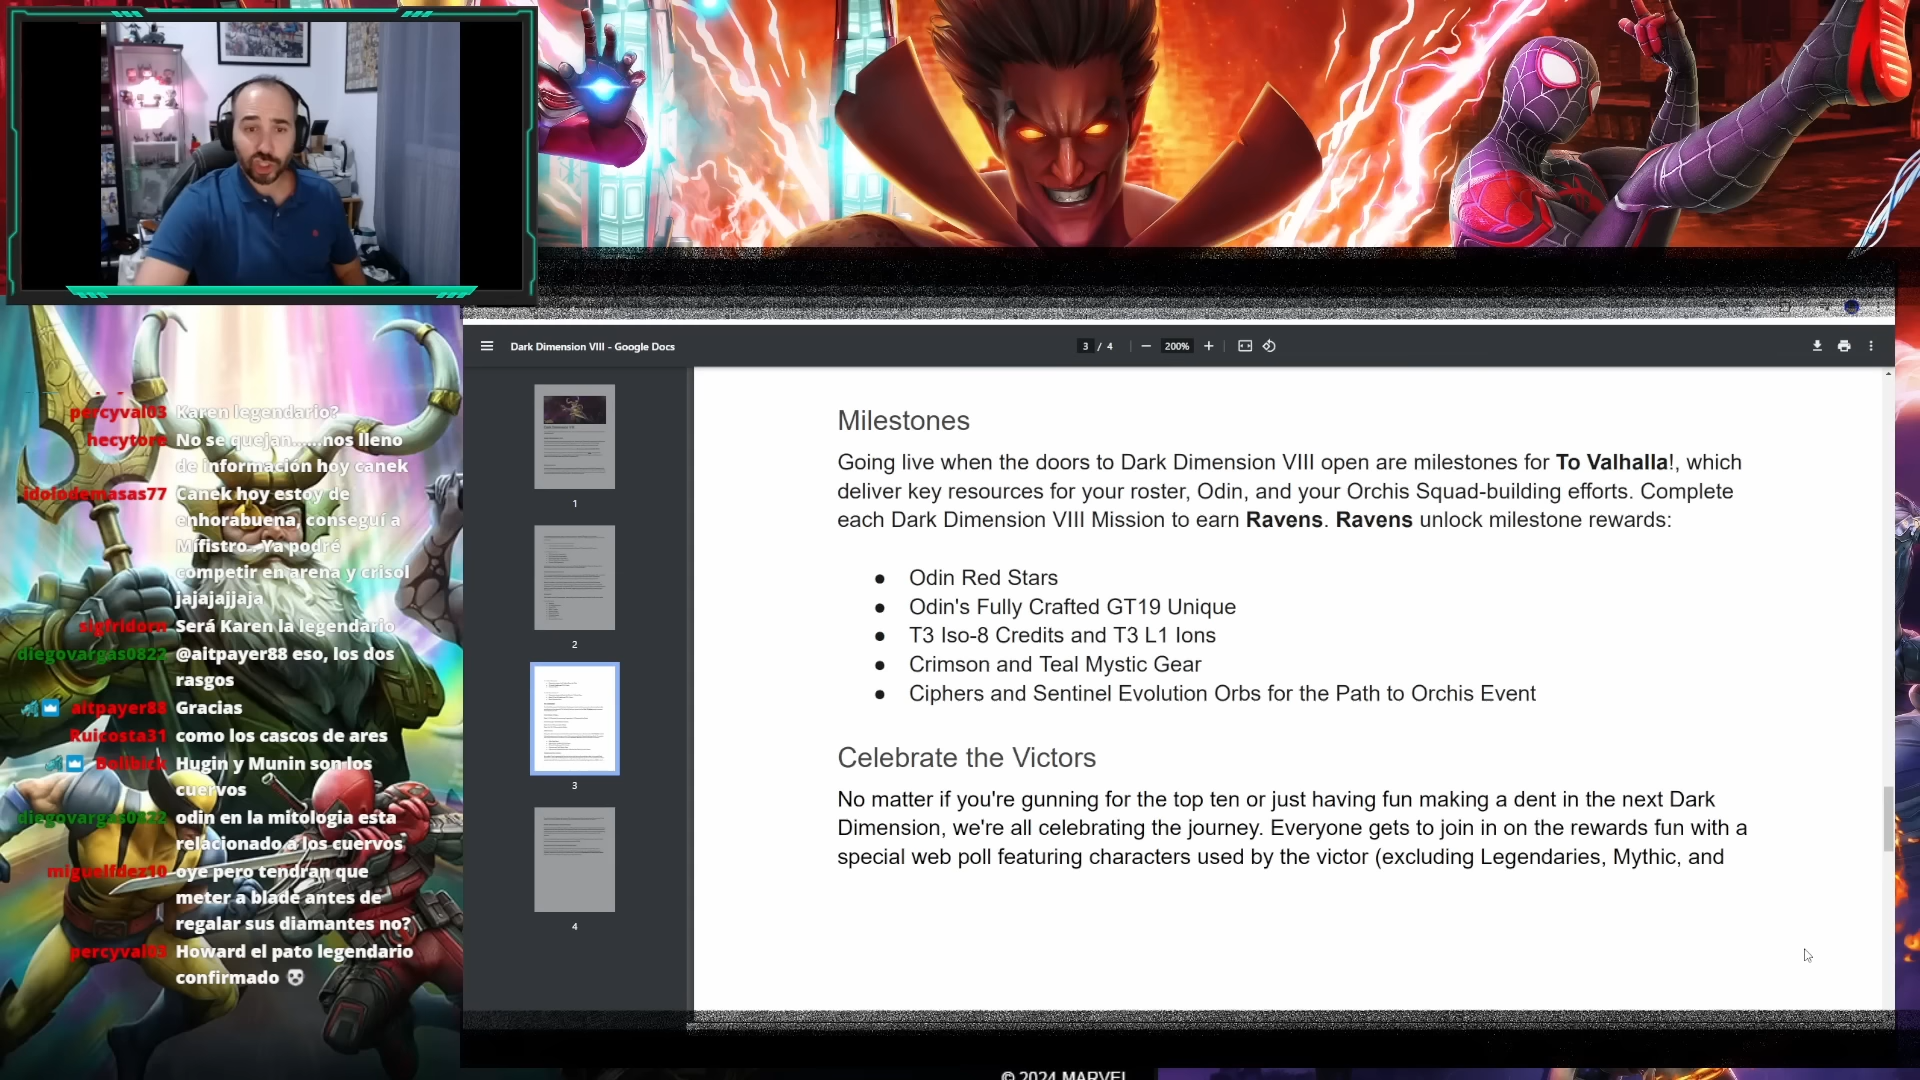 Dark Dimension VIII - Google Docs
3 / 4
200%
percyval03 Karen legendario?
hecytore No se quejan......nos lleno
de información hoy canek
idolodemasas77 Canek hoy estoy de
enhorabuena, conseguí a
Mifistro.. Ya podré
competir en arena y crisol
jajajajjaja
sigfridorn Será Karen la legendario
diegovargas0822 @aitpayer88 eso, los dos
rasgos
aitpayer88 Gracias
Ruicosta31 como los cascos de ares
Hugin y Munin son los
cuervos
diegovargas0822 odin en la mitologia esta
relacionado a los cuervos
miguelfdez10 oye pero tendran que
meter a blade antes de
regalar sus diamantes no?
percyval03 Howard el pato legendario
confirmado
1
2
3
4
Milestones
Going live when the doors to Dark Dimension VIII open are milestones for To Valhalla!, which
deliver key resources for your roster, Odin, and your Orchis Squad-building efforts. Complete
each Dark Dimension VIII Mission to earn Ravens. Ravens unlock milestone rewards:
● Odin Red Stars
● Odin's Fully Crafted GT19 Unique
● T3 Iso-8 Credits and T3 L1 Ions
● Crimson and Teal Mystic Gear
● Ciphers and Sentinel Evolution Orbs for the Path to Orchis Event
Celebrate the Victors
No matter if you're gunning for the top ten or just having fun making a dent in the next Dark
Dimension, we're all celebrating the journey. Everyone gets to join in on the rewards fun with a
special web poll featuring characters used by the victor (excluding Legendaries, Mythic, and
© 2024 MARVEL